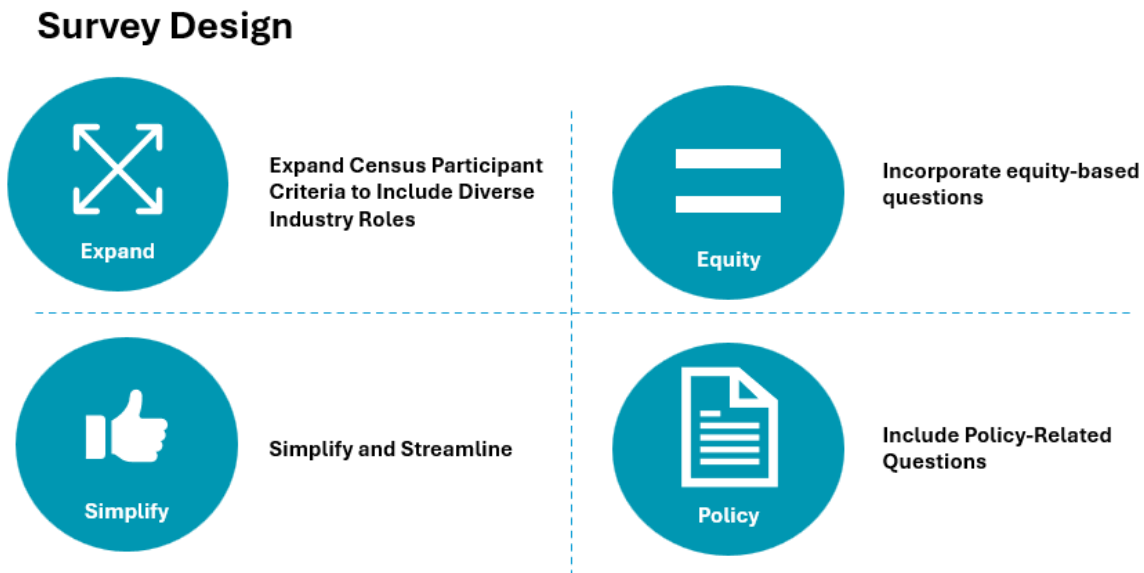 Survey Design
Expand
Expand Census Participant
Criteria to Include Diverse
Industry Roles
Equity
Incorporate equity-based
questions
Simplify
Simplify and Streamline
Policy
Include Policy-Related
Questions